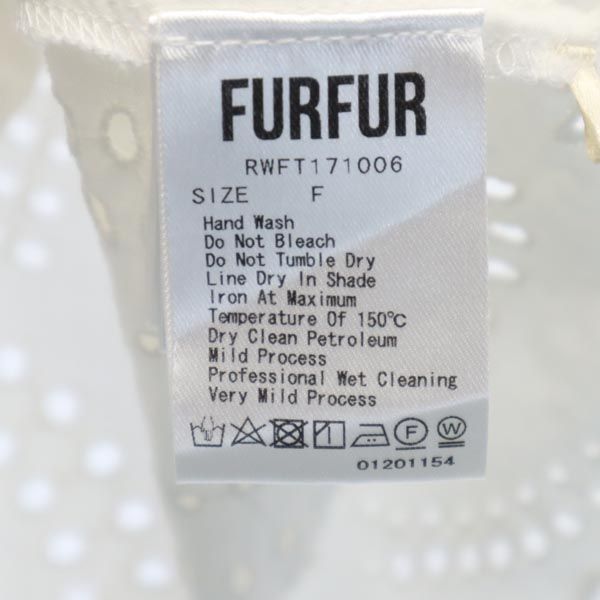 FURFUR
RWFT171006
SIZE F
Hand Wash
Do Not Bleach
Do Not Tumble Dry
Line Dry In Shade
Iron At Maximum
Temperature Of 150℃
Dry Clean Petroleum
Mild Process
Professional Wet Cleaning
Very Mild Process
F W
01201154